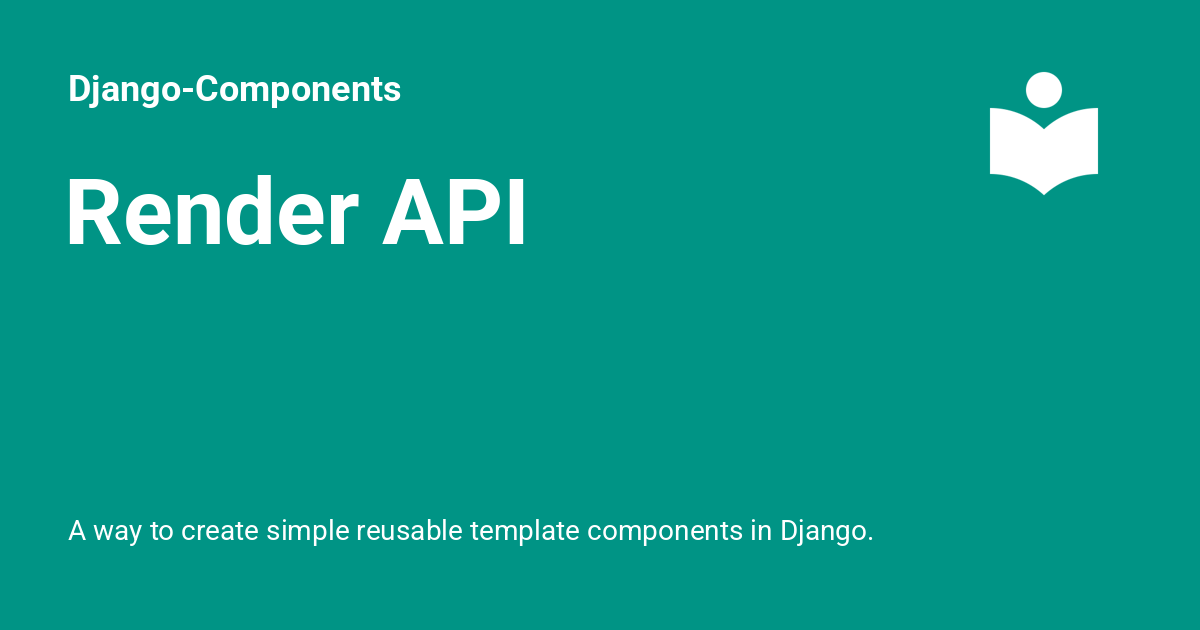 Django-Components
Render API
A way to create simple reusable template components in Django.